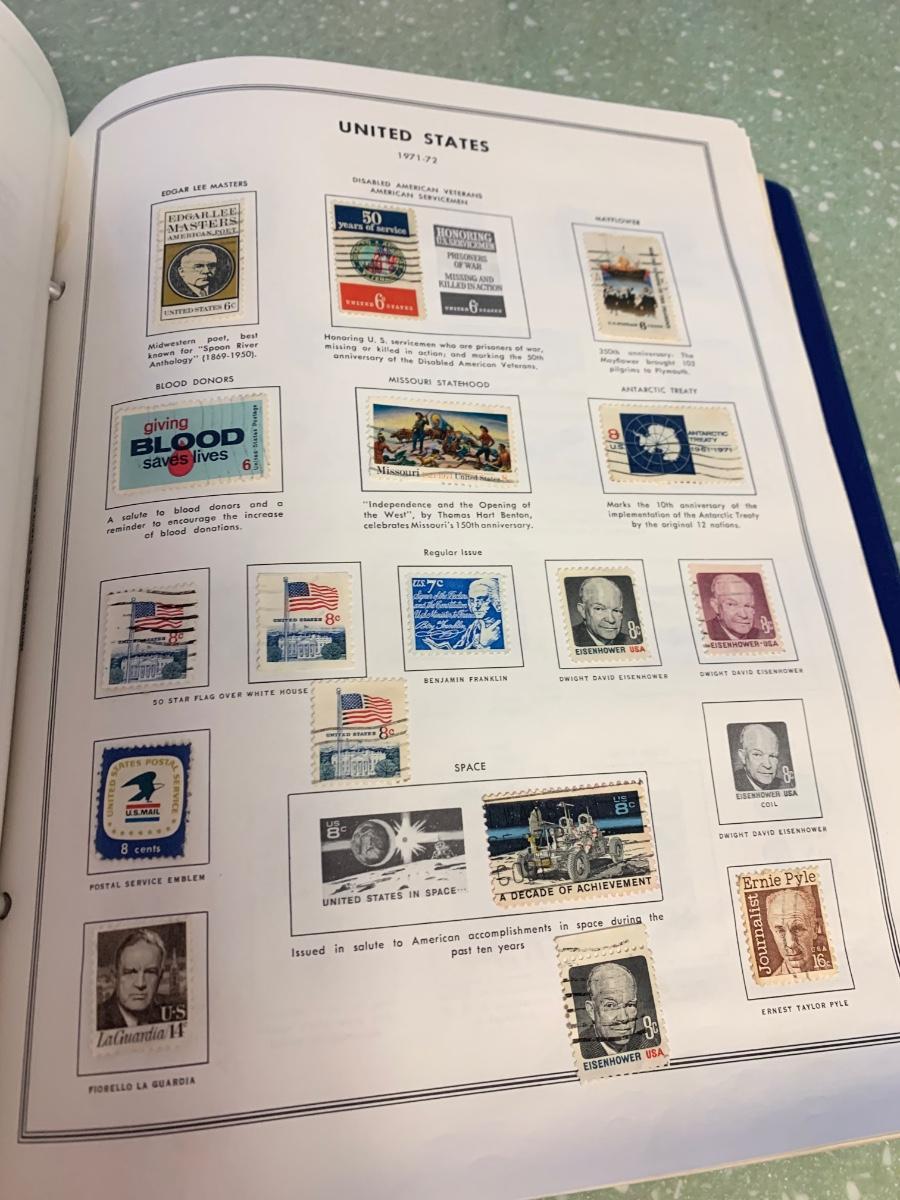 UNITED STATES
1971-72
EDGAR LEE MASTERS
EDGAR LEE
MASTERS
AMERICAN POET
UNITED STATES 6c
Midwestern poet, best
known for "Spoon River
Anthology" (1869-1950).
DISABLED AMERICAN VETERANS
AMERICAN SERVICEMEN
50
years of service
UNITED 6c STATES
HONORING
U.S. SERVICEMEN
PRISONERS
OF WAR
MISSING AND
KILLED IN ACTION
UNITED 6c STATES
Honoring U. S. servicemen who are prisoners of war,
missing or killed in action; and marking the 50th
anniversary of the Disabled American Veterans.
MAYFLOWER
350th anniversary: The
Mayflower brought 103
pilgrims to Plymouth.
BLOOD DONORS
giving
BLOOD
saves lives
6
United States Postage
A salute to blood donors and a
reminder to encourage the increase
of blood donations.
MISSOURI STATEHOOD
Missouri 1971 United States
"Independence and the Opening of
the West", by Thomas Hart Benton,
celebrates Missouri's 150th anniversary.
ANTARCTIC TREATY
8
U.S.
ANTARCTIC
TREATY
1961-1971
Marks the 10th anniversary of the
implementation of the Antarctic Treaty
by the original 12 nations.
Regular Issue
UNITED STATES 8c
UNITED STATES 8c
50 STAR FLAG OVER WHITE HOUSE
U.S. 7c
BENJAMIN FRANKLIN
8c
EISENHOWER USA
DWIGHT DAVID EISENHOWER
8c
EISENHOWER·USA
DWIGHT DAVID EISENHOWER
UNITED STATES 8c
UNITED STATES POSTAL SERVICE
U.S. MAIL
8 cents
POSTAL SERVICE EMBLEM
SPACE
US
8c
UNITED STATES IN SPACE...
US
8c
A DECADE OF ACHIEVEMENT
Issued in salute to American accomplishments in space during the
past ten years
8c
EISENHOWER USA
COIL
DWIGHT DAVID EISENHOWER
U·S
LaGuardia 14c
FIORELLO LA GUARDIA
8c
EISENHOWER USA
Ernie Pyle
Journalist
USA
16c
ERNEST TAYLOR PYLE